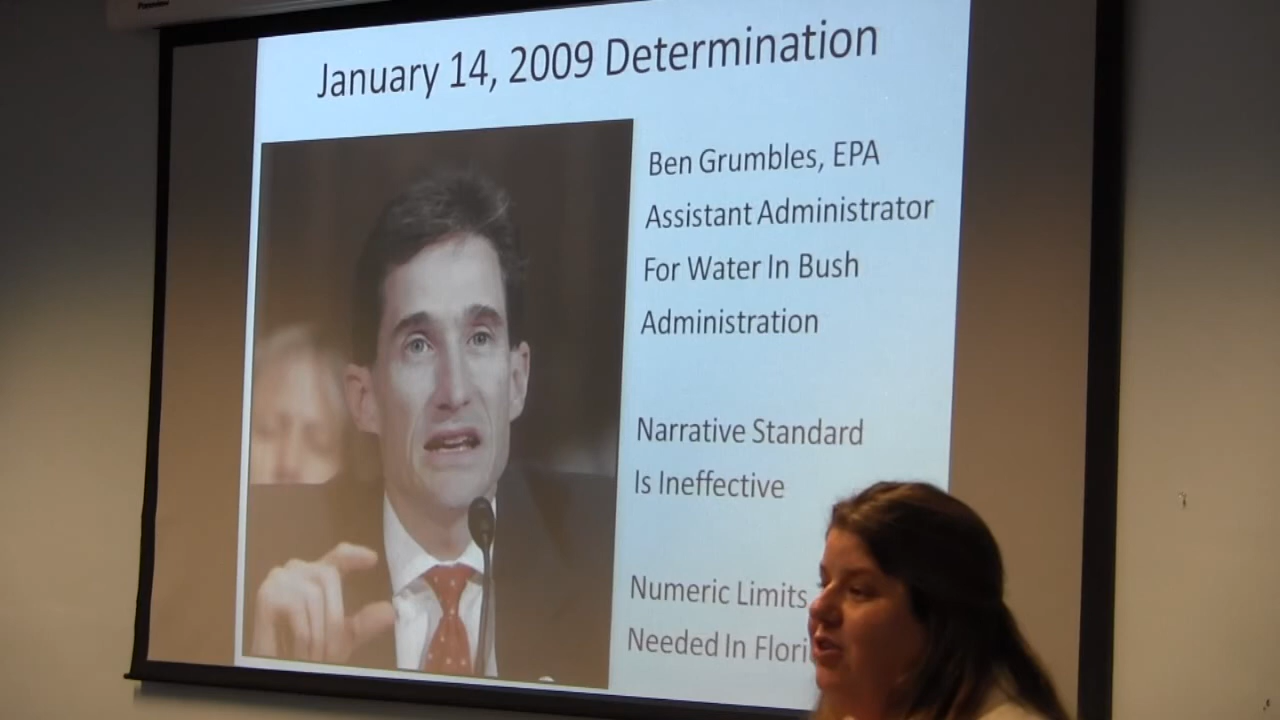 January 14, 2009 Determination
Ben Grumbles, EPA
Assistant Administrator
For Water In Bush
Administration
Narrative Standard
Is Ineffective
Numeric Limits
Needed In Flori